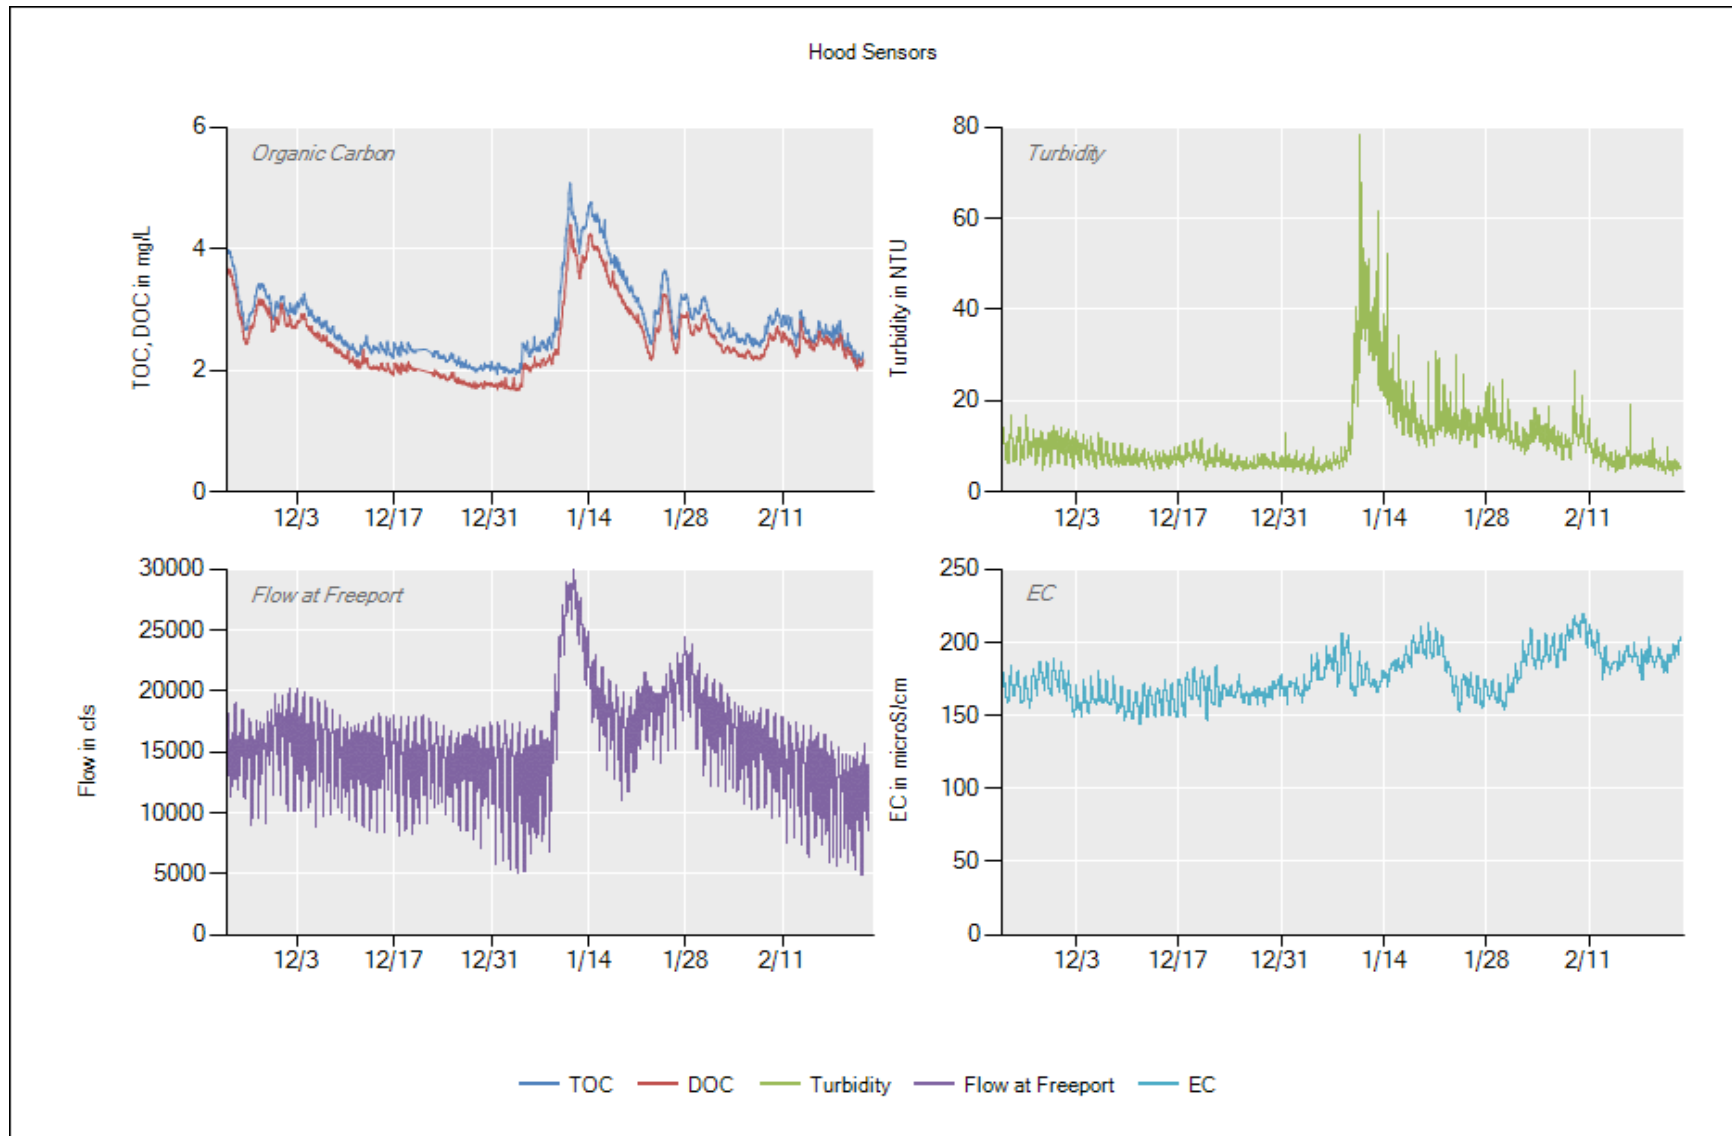 Hood Sensors
Organic Carbon
TOC, DOC in mg/L
6
4
2
0
12/3 12/17 12/31 1/14 1/28 2/11
Turbidity
Turbidity in NTU
80
60
40
20
0
12/3 12/17 12/31 1/14 1/28 2/11
Flow at Freeport
Flow in cfs
30000
25000
20000
15000
10000
5000
0
12/3 12/17 12/31 1/14 1/28 2/11
EC
EC in microS/cm
250
200
150
100
50
0
12/3 12/17 12/31 1/14 1/28 2/11
TOC DOC Turbidity Flow at Freeport EC